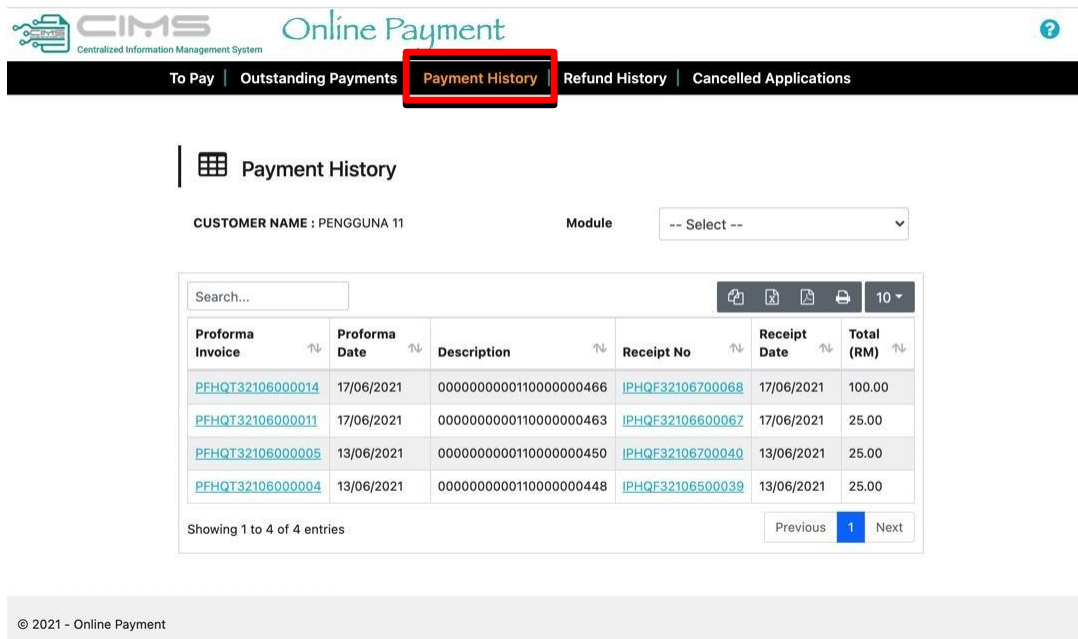 CIMS
CIMS
Centralized Information Management System
Online Payment
?
To Pay | Outstanding Payments | Payment History | Refund History | Cancelled Applications
Payment History
CUSTOMER NAME : PENGGUNA 11 Module -- Select --
Search... 10
Proforma Invoice Proforma Date Description Receipt No Receipt Date Total (RM)
PFHQT32106000014 17/06/2021 0000000000110000000466 IPHQF32106700068 17/06/2021 100.00
PFHQT32106000011 17/06/2021 0000000000110000000463 IPHQF32106600067 17/06/2021 25.00
PFHQT32106000005 13/06/2021 0000000000110000000450 IPHQF32106700040 13/06/2021 25.00
PFHQT32106000004 13/06/2021 0000000000110000000448 IPHQF32106500039 13/06/2021 25.00
Showing 1 to 4 of 4 entries Previous 1 Next
© 2021 - Online Payment